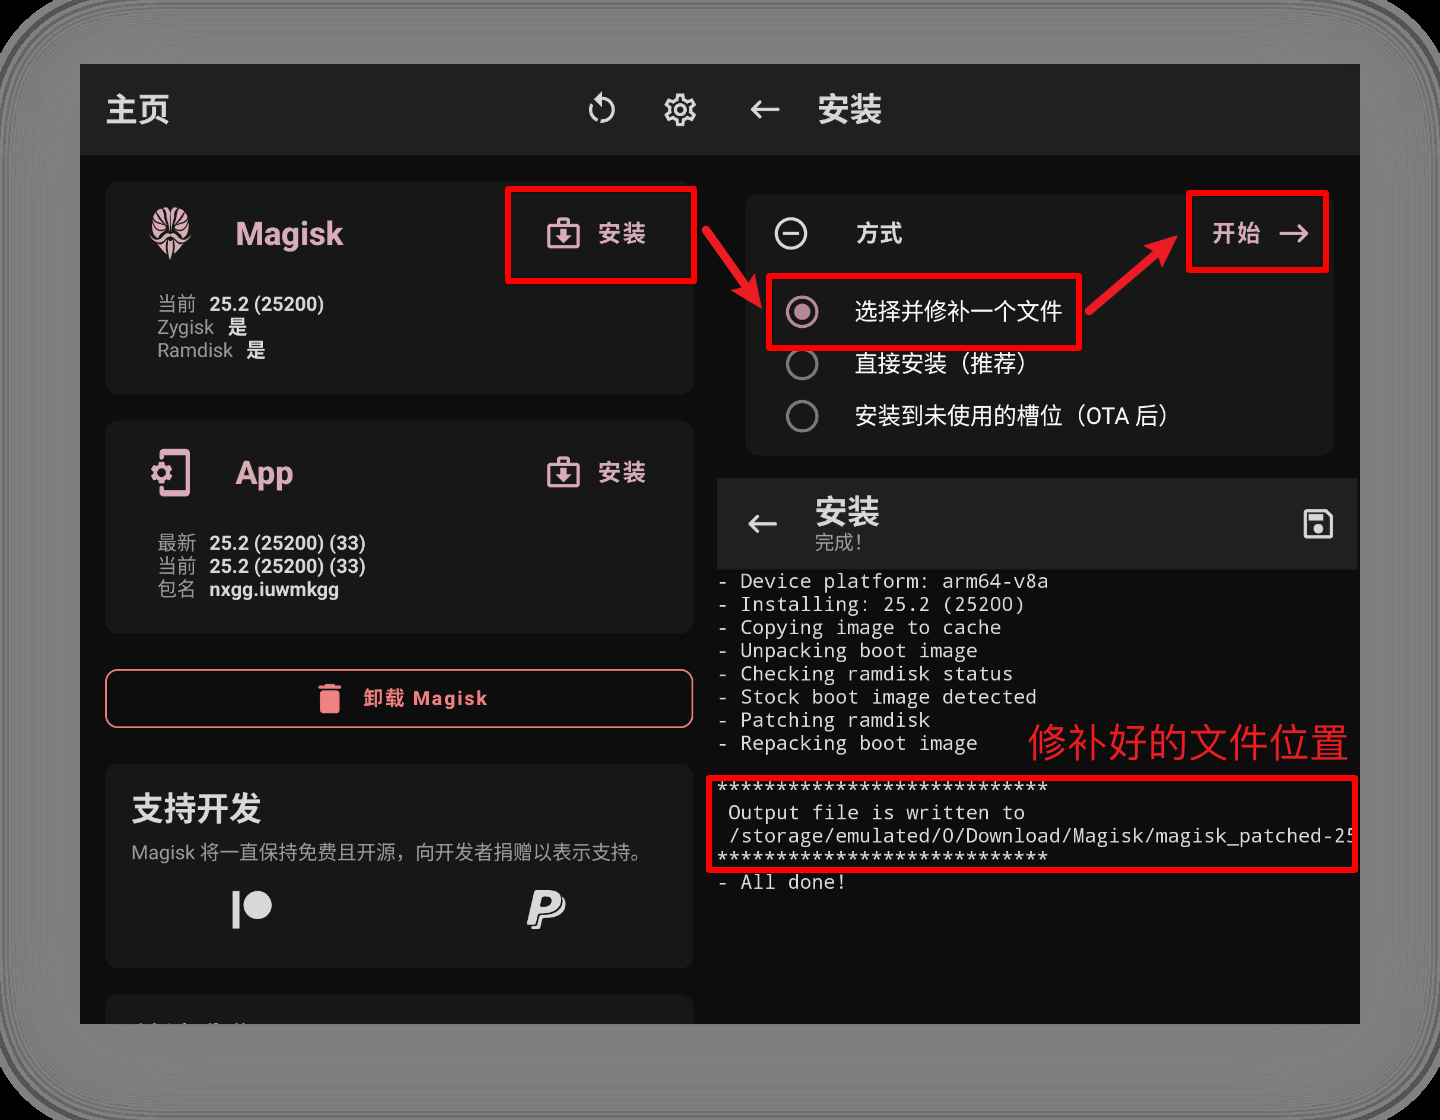 主页
Magisk
安装
当前 25.2 (25200)
Zygisk 是
Ramdisk 是
App
安装
最新 25.2 (25200) (33)
当前 25.2 (25200) (33)
包名 nxgg.iuwmkgg
卸载 Magisk
支持开发
Magisk 将一直保持免费且开源，向开发者捐赠以表示支持。
安装
方式
开始
选择并修补一个文件
直接安装（推荐）
安装到未使用的槽位（OTA 后）
安装
完成！
- Device platform: arm64-v8a
- Installing: 25.2 (25200)
- Copying image to cache
- Unpacking boot image
- Checking ramdisk status
- Stock boot image detected
- Patching ramdisk
- Repacking boot image
修补好的文件位置
****************************
Output file is written to
/storage/emulated/0/Download/Magisk/magisk_patched-25
****************************
- All done!